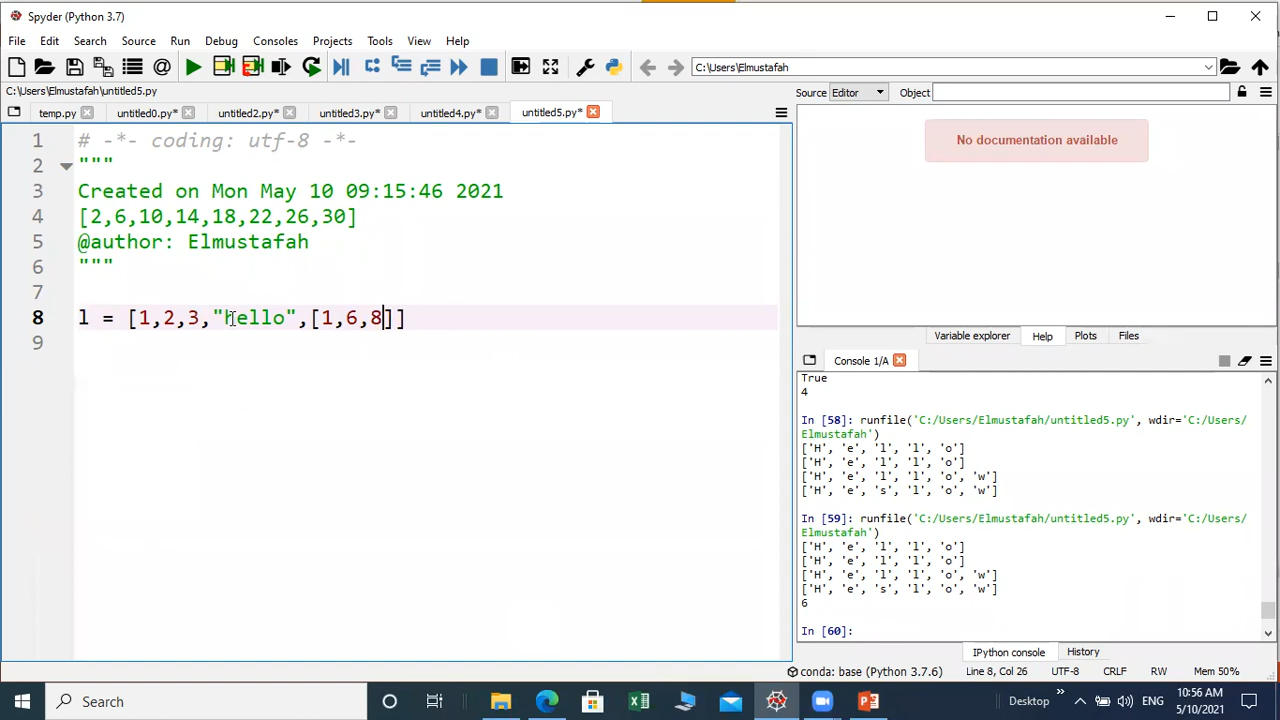 Spyder (Python 3.7)
File Edit Search Source Run Debug Consoles Projects Tools View Help
C:\Users\Elmustafah
C:\Users\Elmustafah\untitled5.py
Source Editor Object
temp.py untitled0.py* untitled2.py* untitled3.py* untitled4.py* untitled5.py*
1 # -*- coding: utf-8 -*-
2 """
3 Created on Mon May 10 09:15:46 2021
4 [2,6,10,14,18,22,26,30]
5 @author: Elmustafah
6 """
7
8 l = [1,2,3,"hello",[1,6,8]]
9
No documentation available
Variable explorer Help Plots Files
Console 1/A
True
4
In [58]: runfile('C:/Users/Elmustafah/untitled5.py', wdir='C:/Users/
Elmustafah')
['H', 'e', 'l', 'l', 'o']
['H', 'e', 'l', 'l', 'o']
['H', 'e', 'l', 'l', 'o', 'w']
['H', 'e', 's', 'l', 'o', 'w']
In [59]: runfile('C:/Users/Elmustafah/untitled5.py', wdir='C:/Users/
Elmustafah')
['H', 'e', 'l', 'l', 'o']
['H', 'e', 'l', 'l', 'o']
['H', 'e', 'l', 'l', 'o', 'w']
['H', 'e', 's', 'l', 'o', 'w']
6
In [60]:
IPython console History
conda: base (Python 3.7.6) Line 8, Col 26 UTF-8 CRLF RW Mem 50%
Search
Desktop ENG
10:56 AM
5/10/2021